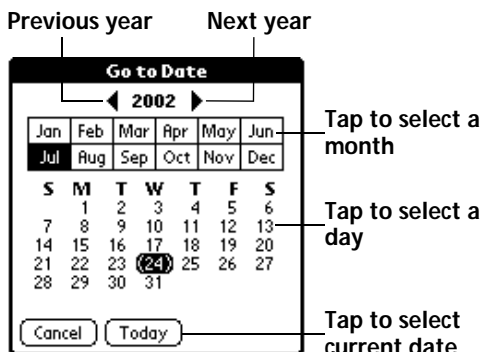 Previous year Next year
Go to Date
2002
Jan Feb Mar Apr May Jun
Jul Aug Sep Oct Nov Dec
Tap to select a
month
S M T W T F S
1 2 3 4 5 6
7 8 9 10 11 12 13
14 15 16 17 18 19 20
21 22 23 24 25 26 27
28 29 30 31
Tap to select a
day
Cancel Today
Tap to select
current date